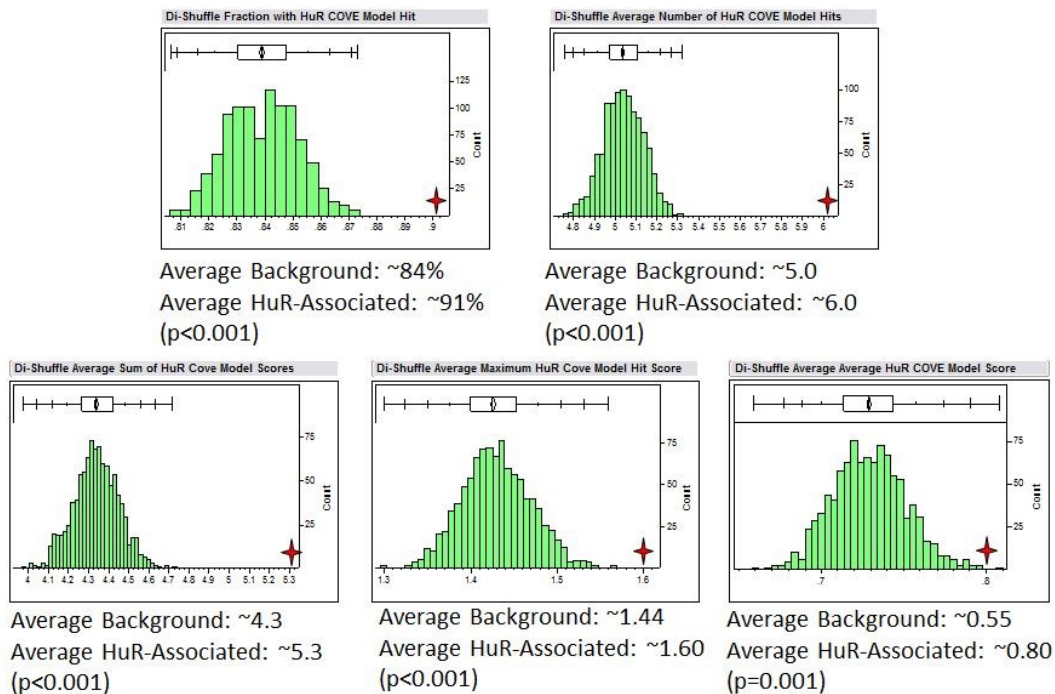 Di-Shuffle Fraction with HuR COVE Model Hit
125
100
75
50
25
Count
.81 .82 .83 .84 .85 .86 .87 .88 .89 .9
Average Background: ~84%
Average HuR-Associated: ~91%
(p<0.001)
Di-Shuffle Average Number of HuR COVE Model Hits
100
75
50
25
Count
4.8 4.9 5 5.1 5.2 5.3 5.4 5.5 5.6 5.7 5.8 5.9 6 6.1
Average Background: ~5.0
Average HuR-Associated: ~6.0
(p<0.001)
Di-Shuffle Average Sum of HuR Cove Model Scores
75
50
25
Count
4 4.1 4.2 4.3 4.4 4.5 4.6 4.7 4.8 4.9 5 5.1 5.2 5.3
Average Background: ~4.3
Average HuR-Associated: ~5.3
(p<0.001)
Di-Shuffle Average Maximum HuR Cove Model Hit Score
75
50
25
Count
1.3 1.4 1.5 1.6
Average Background: ~1.44
Average HuR-Associated: ~1.60
(p<0.001)
Di-Shuffle Average Average HuR COVE Model Score
75
50
25
Count
.7 .8
Average Background: ~0.55
Average HuR-Associated: ~0.80
(p=0.001)